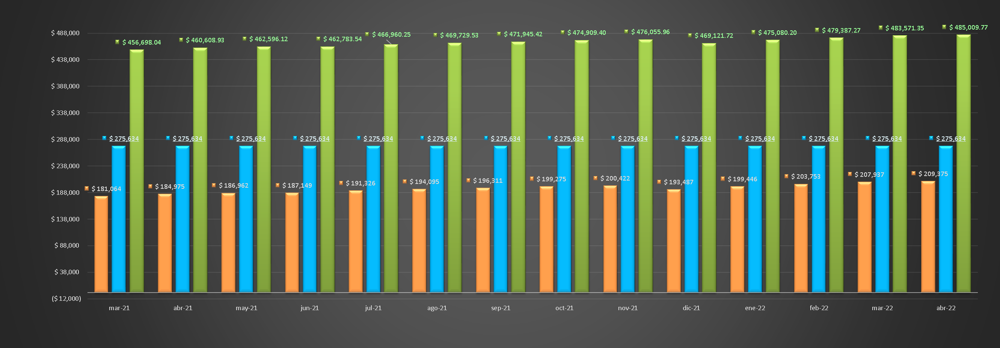 $ 488,000
$ 438,000
$ 388,000
$ 338,000
$ 288,000
$ 238,000
$ 188,000
$ 138,000
$ 88,000
$ 38,000
($ 12,000)
$ 456,698.04 $ 460,608.93 $ 462,596.12 $ 462,783.54 $ 466,960.25 $ 469,729.53 $ 471,945.42 $ 474,909.40 $ 476,055.96 $ 469,121.72 $ 475,080.20 $ 479,387.27 $ 483,571.35 $ 485,009.77
$ 275,634 $ 275,634 $ 275,634 $ 275,634 $ 275,634 $ 275,634 $ 275,634 $ 275,634 $ 275,634 $ 275,634 $ 275,634 $ 275,634 $ 275,634 $ 275,634
$ 181,064 $ 184,975 $ 186,962 $ 187,149 $ 191,326 $ 194,095 $ 196,311 $ 199,275 $ 200,422 $ 193,487 $ 199,446 $ 203,753 $ 207,937 $ 209,375
mar-21 abr-21 may-21 jun-21 jul-21 ago-21 sep-21 oct-21 nov-21 dic-21 ene-22 feb-22 mar-22 abr-22